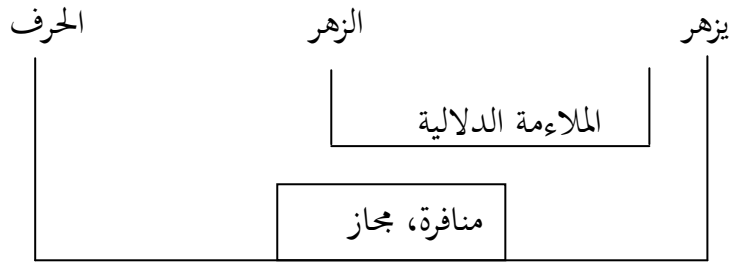 يزهر الزهر الحرف
الملاءمة الدلالية
منافرة، مجاز